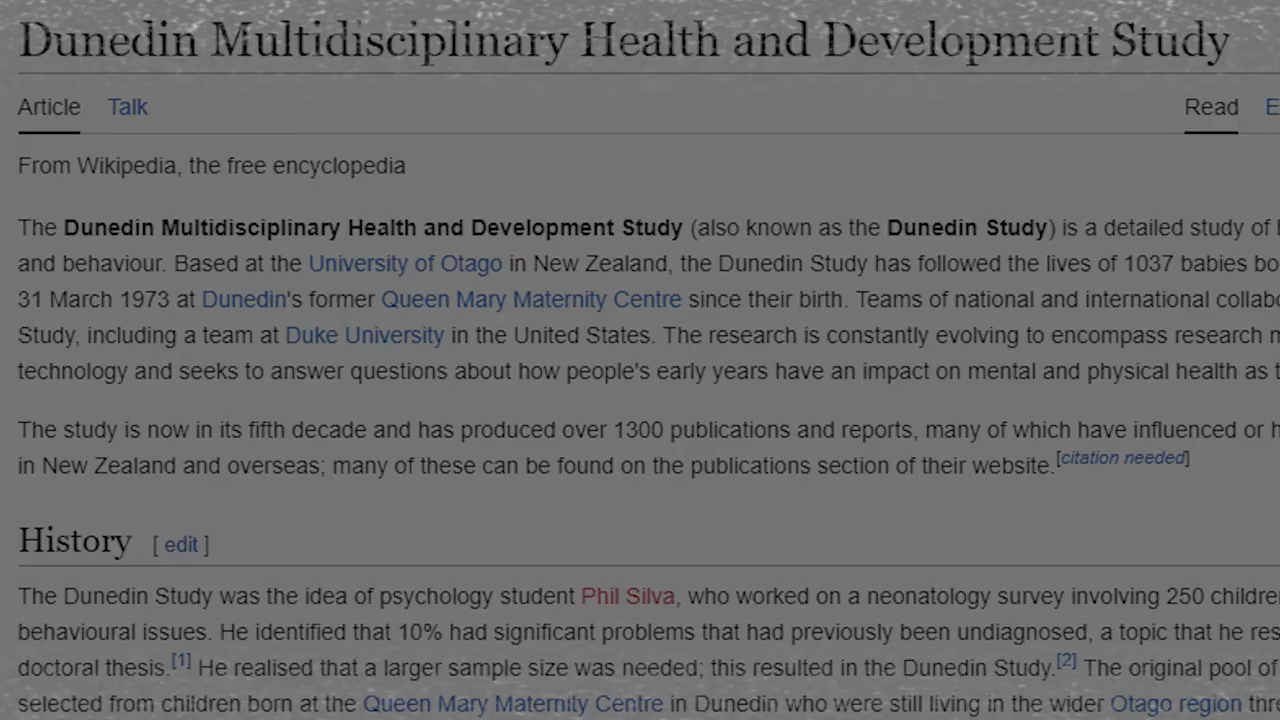 Dunedin Multidisciplinary Health and Development Study
Article Talk Read E
From Wikipedia, the free encyclopedia
The Dunedin Multidisciplinary Health and Development Study (also known as the Dunedin Study) is a detailed study of
and behaviour. Based at the University of Otago in New Zealand, the Dunedin Study has followed the lives of 1037 babies bo
31 March 1973 at Dunedin's former Queen Mary Maternity Centre since their birth. Teams of national and international collabo
Study, including a team at Duke University in the United States. The research is constantly evolving to encompass research
technology and seeks to answer questions about how people's early years have an impact on mental and physical health as
The study is now in its fifth decade and has produced over 1300 publications and reports, many of which have influenced or
in New Zealand and overseas; many of these can be found on the publications section of their website.[citation needed]
History [ edit ]
The Dunedin Study was the idea of psychology student Phil Silva, who worked on a neonatology survey involving 250 childre
behavioural issues. He identified that 10% had significant problems that had previously been undiagnosed, a topic that he res
doctoral thesis.[1] He realised that a larger sample size was needed; this resulted in the Dunedin Study.[2] The original pool of
selected from children born at the Queen Mary Maternity Centre in Dunedin who were still living in the wider Otago region thr